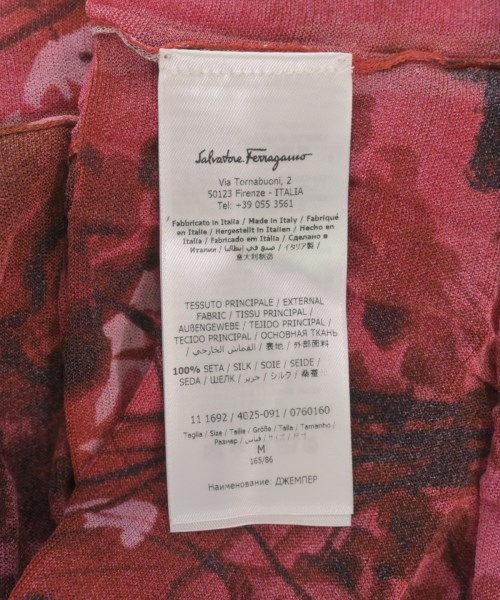 Salvatore Ferragamo
Via Tornabuoni, 2
50123 Firenze - ITALIA
Tel: +39 055 3561
Fabbricato in Italia / Made in Italy / Fabriqué
en Italie / Hergestellt in Italien / Hecho en
Italia / Fabricado em Itália / Сделано в
Италии / صنع في إيطاليا / イタリア製 /
意大利制造
TESSUTO PRINCIPALE / EXTERNAL
FABRIC / TISSU PRINCIPAL /
AUßENGEWEBE / TEJIDO PRINCIPAL /
TECIDO PRINCIPAL / ОСНОВНАЯ ТКАНЬ
/ القماش الخارجي / 表地 / 外部面料
100% SETA / SILK / SOIE / SEIDE /
SEDA / ШЕЛК / حرير / シルク / 桑蚕
11 1692 / 4025-091 / 0760160
Taglia / Size / Taille / Größe / Talla / Tamanho /
Размер / قياس /
M
165/86
Наименование: ДЖЕМПЕР